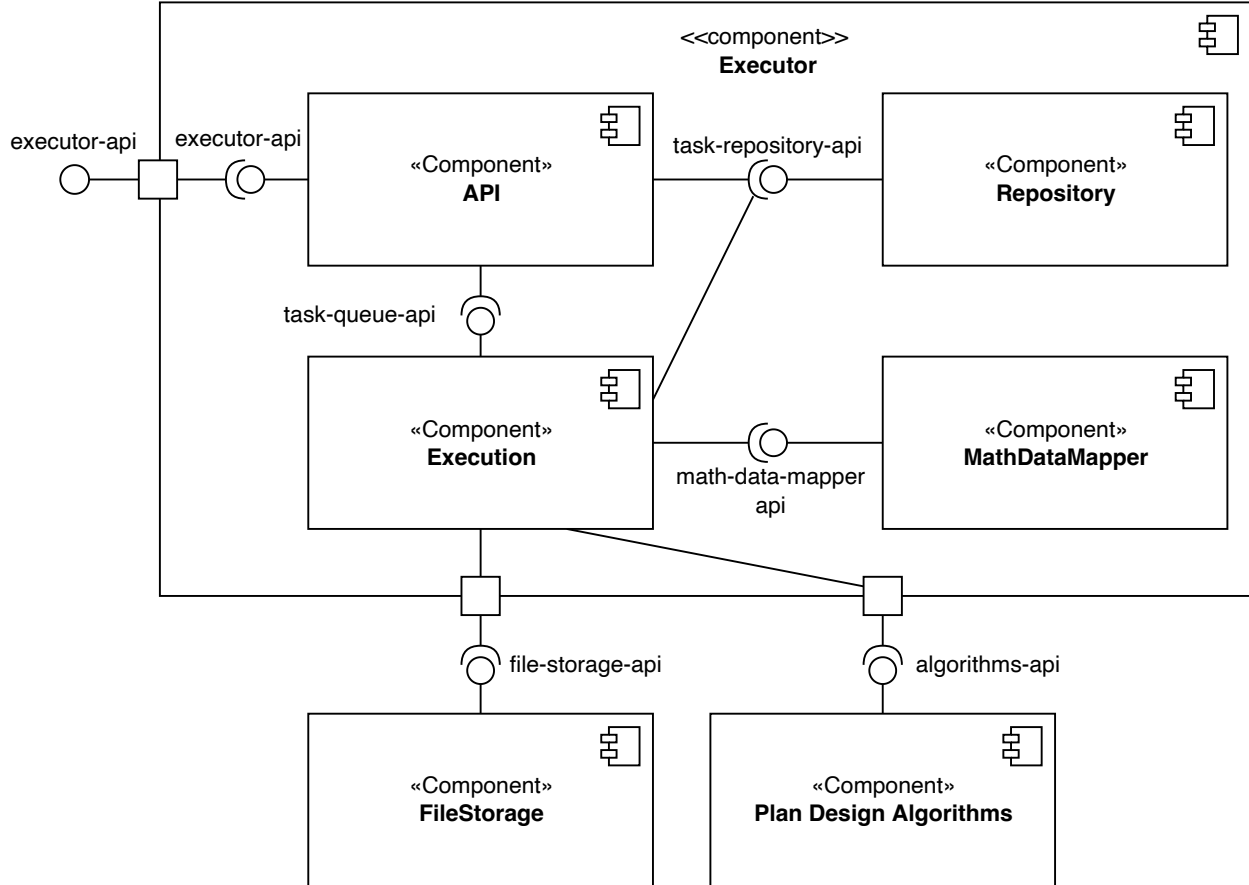 <<component>>
Executor
executor-api
executor-api
«Component»
API
task-repository-api
«Component»
Repository
task-queue-api
«Component»
Execution
math-data-mapper
api
«Component»
MathDataMapper
file-storage-api
algorithms-api
«Component»
FileStorage
«Component»
Plan Design Algorithms